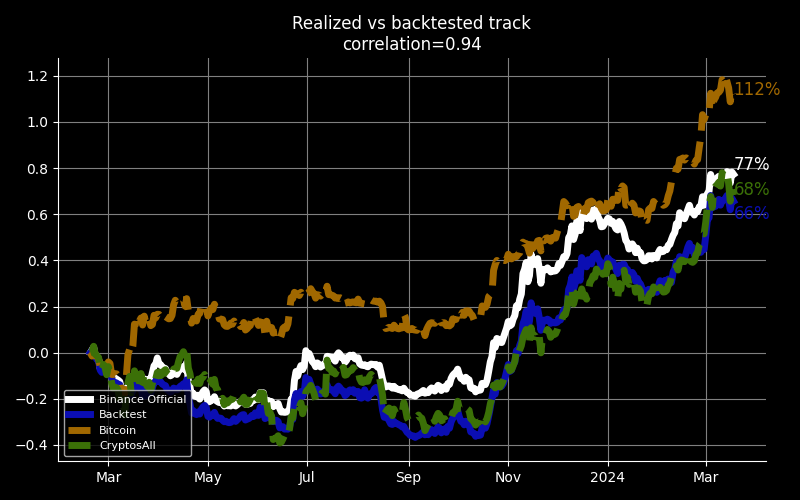 Realized vs backtested track
correlation=0.94
1.2
1.0
0.8
0.6
0.4
0.2
0.0
−0.2
−0.4
112%
77%
68%
66%
Binance Official
Backtest
Bitcoin
CryptosAll
Mar
May
Jul
Sep
Nov
2024
Mar